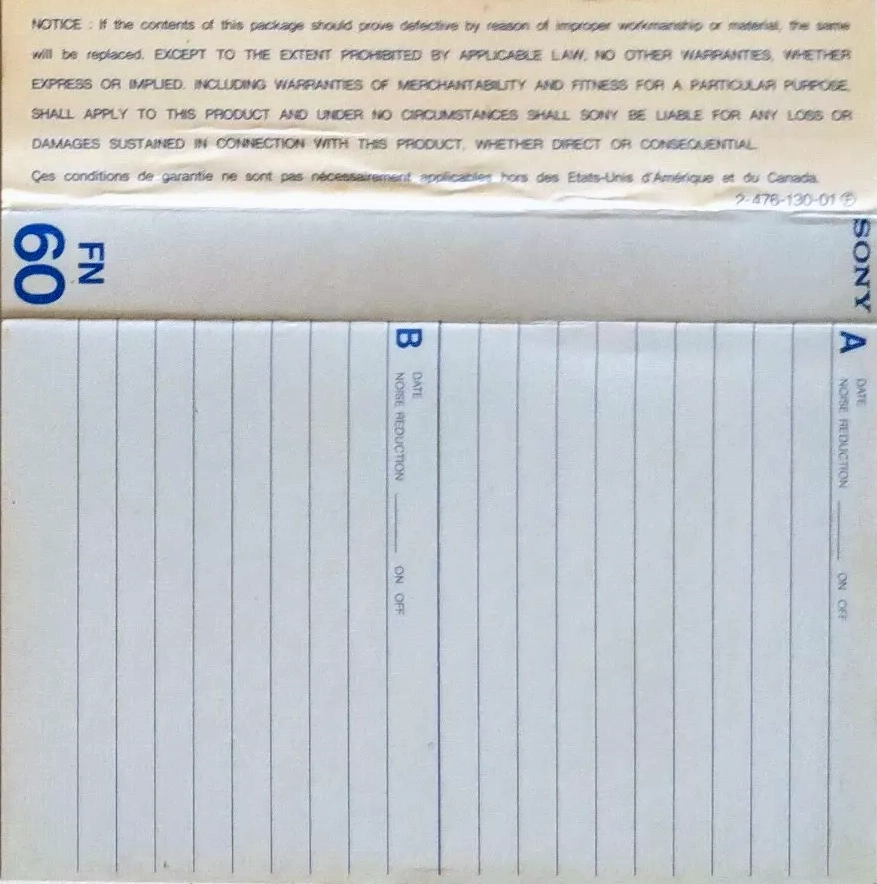 NOTICE : If the contents of this package should prove defective by reason of improper workmanship or material, the same
will be replaced. EXCEPT TO THE EXTENT PROHIBITED BY APPLICABLE LAW, NO OTHER WARRANTIES, WHETHER
EXPRESS OR IMPLIED, INCLUDING WARRANTIES OF MERCHANTABILITY AND FITNESS FOR A PARTICULAR PURPOSE,
SHALL APPLY TO THIS PRODUCT AND UNDER NO CIRCUMSTANCES SHALL SONY BE LIABLE FOR ANY LOSS OR
DAMAGES SUSTAINED IN CONNECTION WITH THIS PRODUCT, WHETHER DIRECT OR CONSEQUENTIAL.
Ces conditions de garantie ne sont pas nécessairement applicables hors des Etats-Unis d'Amérique et du Canada.
2-476-130-01 Ⓟ
SONY
FN
60
A
DATE
NOISE REDUCTION ON OFF
B
DATE
NOISE REDUCTION ON OFF